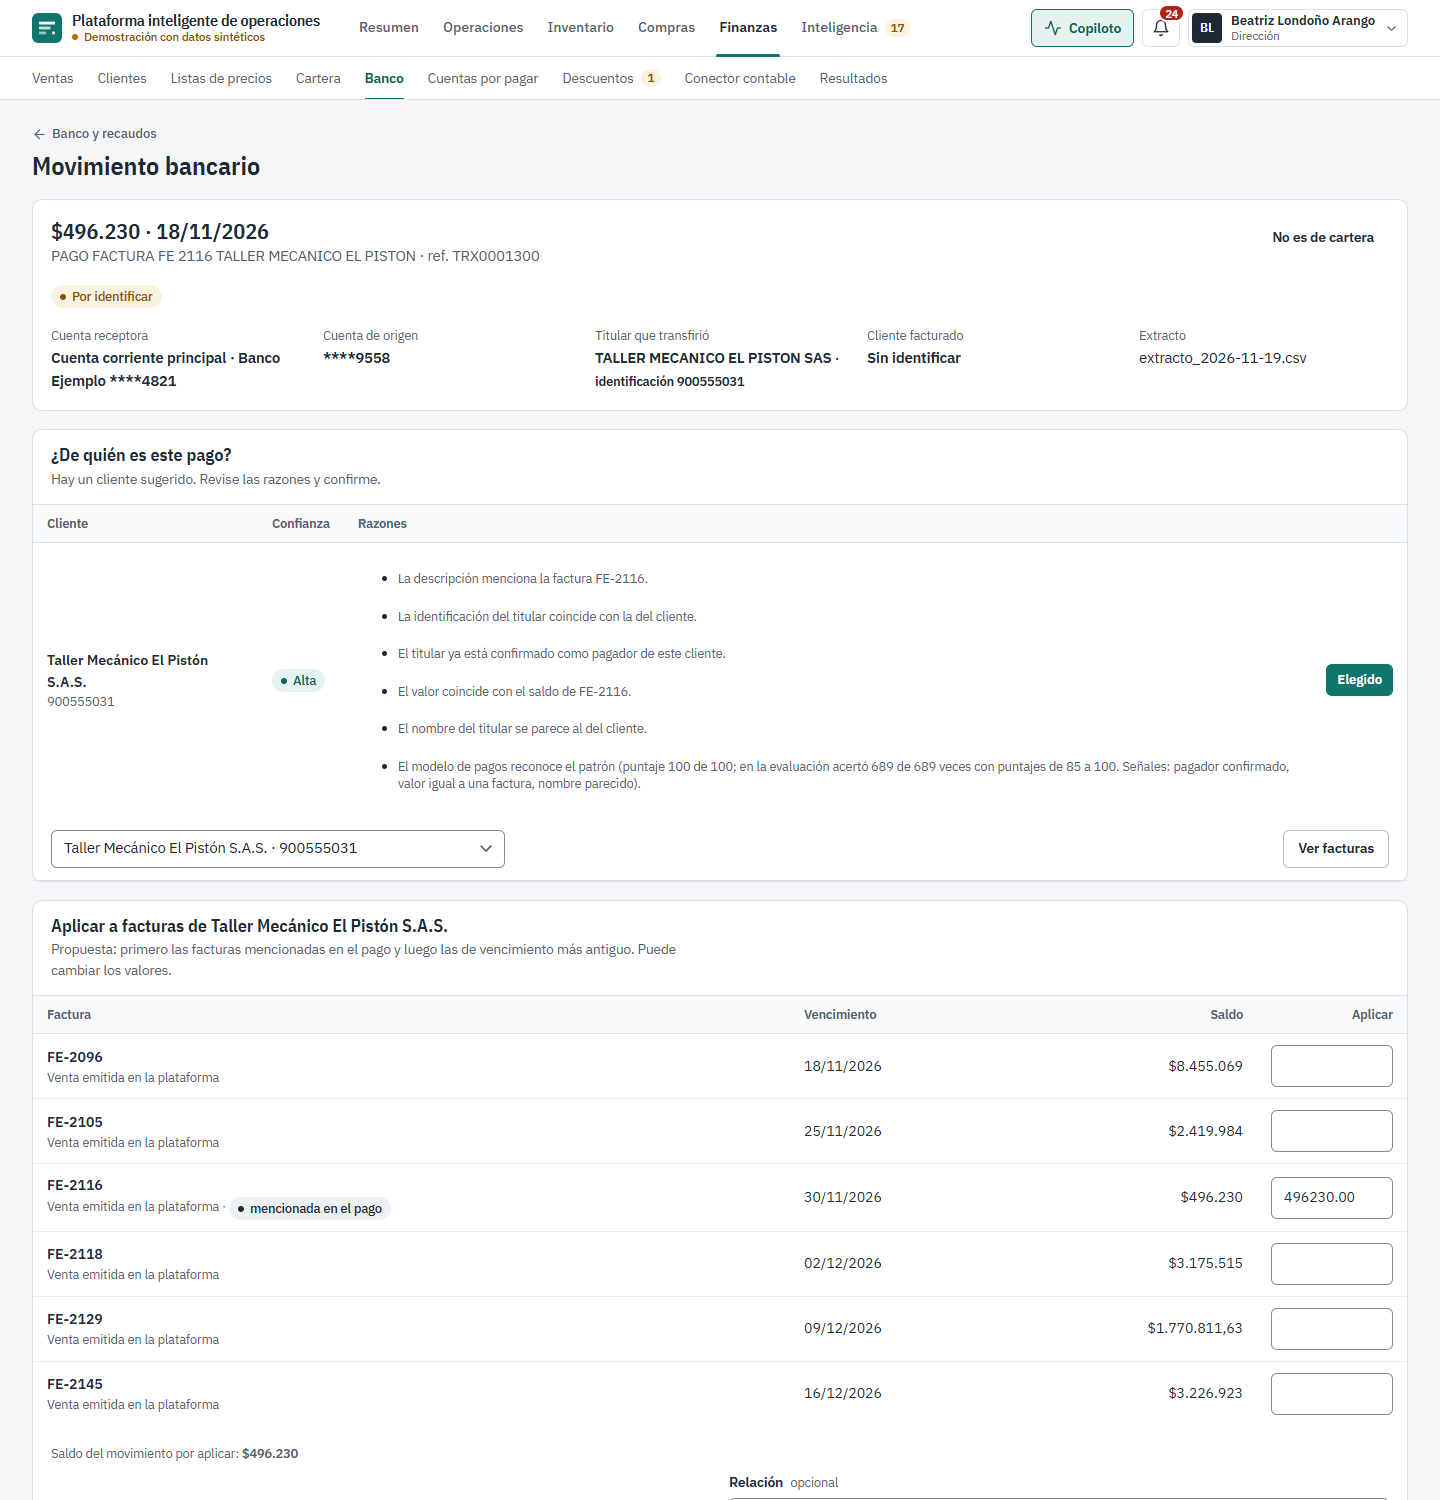 Plataforma inteligente de operaciones
Demostración con datos sintéticos
Resumen
Operaciones
Inventario
Compras
Finanzas
Inteligencia 17
Copiloto
24
BL
Beatriz Londoño Arango
Dirección
Ventas
Clientes
Listas de precios
Cartera
Banco
Cuentas por pagar
Descuentos 1
Conector contable
Resultados
Banco y recaudos
Movimiento bancario
$496.230 · 18/11/2026
PAGO FACTURA FE 2116 TALLER MECANICO EL PISTON · ref. TRX0001300
No es de cartera
Por identificar
Cuenta receptora
Cuenta corriente principal · Banco
Ejemplo ****4821
Cuenta de origen
****9558
Titular que transfirió
TALLER MECANICO EL PISTON SAS ·
identificación 900555031
Cliente facturado
Sin identificar
Extracto
extracto_2026-11-19.csv
¿De quién es este pago?
Hay un cliente sugerido. Revise las razones y confirme.
Cliente Confianza Razones
Taller Mecánico El Pistón
S.A.S.
900555031
Alta
La descripción menciona la factura FE-2116.
La identificación del titular coincide con la del cliente.
El titular ya está confirmado como pagador de este cliente.
El valor coincide con el saldo de FE-2116.
El nombre del titular se parece al del cliente.
El modelo de pagos reconoce el patrón (puntaje 100 de 100; en la evaluación acertó 689 de 689 veces con puntajes de 85 a 100. Señales: pagador confirmado,
valor igual a una factura, nombre parecido).
Elegido
Taller Mecánico El Pistón S.A.S. · 900555031
Ver facturas
Aplicar a facturas de Taller Mecánico El Pistón S.A.S.
Propuesta: primero las facturas mencionadas en el pago y luego las de vencimiento más antiguo. Puede
cambiar los valores.
Factura Vencimiento Saldo Aplicar
FE-2096
Venta emitida en la plataforma
18/11/2026 $8.455.069
FE-2105
Venta emitida en la plataforma
25/11/2026 $2.419.984
FE-2116
Venta emitida en la plataforma · mencionada en el pago
30/11/2026 $496.230 496230.00
FE-2118
Venta emitida en la plataforma
02/12/2026 $3.175.515
FE-2129
Venta emitida en la plataforma
09/12/2026 $1.770.811,63
FE-2145
Venta emitida en la plataforma
16/12/2026 $3.226.923
Saldo del movimiento por aplicar: $496.230
Relación opcional